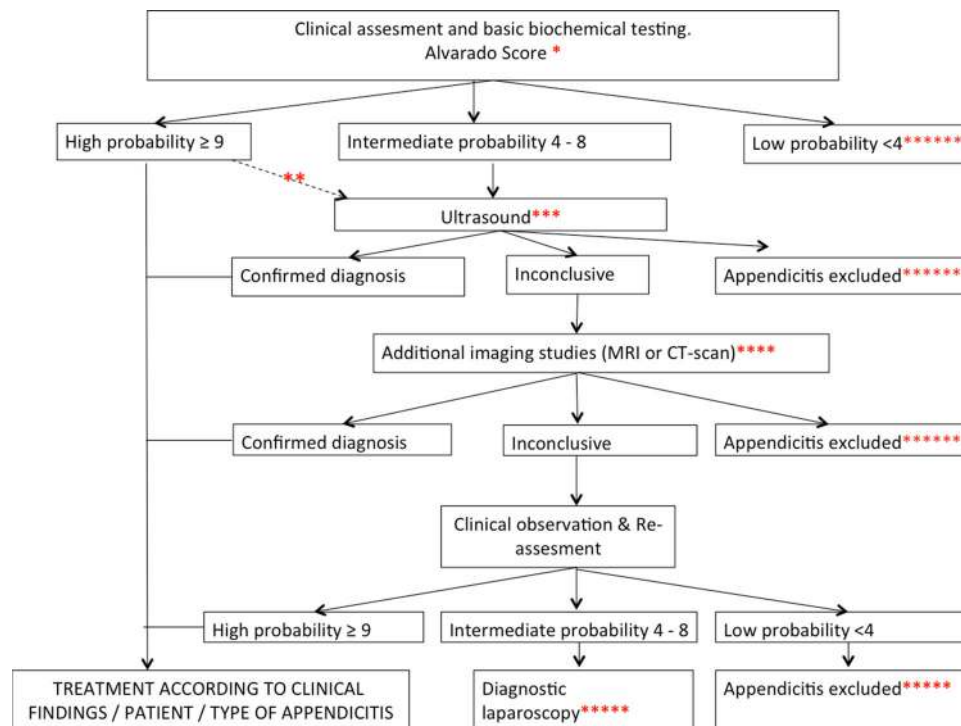 Clinical assesment and basic biochemical testing.
Alvarado Score *
High probability ≥ 9
Intermediate probability 4 - 8
Low probability <4******
**
Ultrasound***
Confirmed diagnosis
Inconclusive
Appendicitis excluded******
Additional imaging studies (MRI or CT-scan)****
Confirmed diagnosis
Inconclusive
Appendicitis excluded******
Clinical observation & Re-
assesment
High probability ≥ 9
Intermediate probability 4 - 8
Low probability <4
TREATMENT ACCORDING TO CLINICAL
FINDINGS / PATIENT / TYPE OF APPENDICITIS
Diagnostic
laparoscopy*****
Appendicitis excluded*****